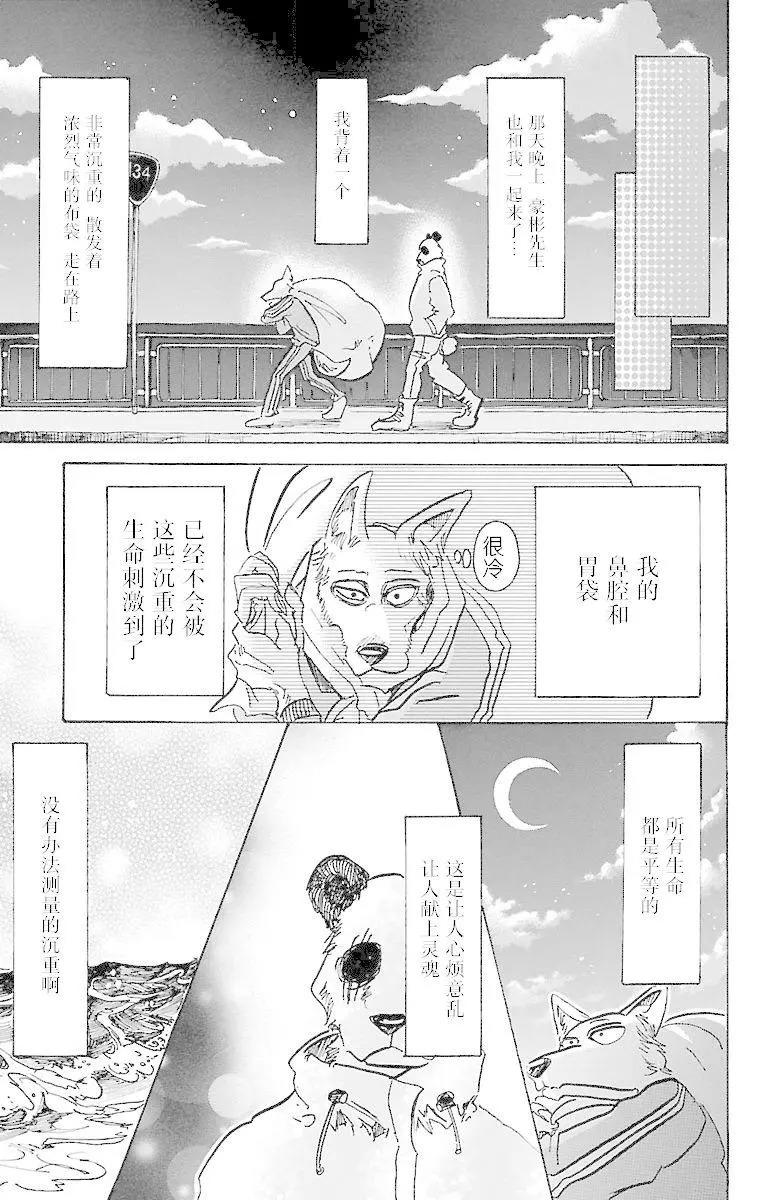 那天晚上 豪彬先生
也和我一起来了…
我背着一个
非常沉重的 散发着
浓烈气味的布袋 走在路上
34
我的
鼻腔和
胃袋
很冷
已经不会被
这些沉重的
生命刺激到了
所有生命
都是平等的
这是让人心烦意乱
让人献上灵魂
没有办法测量的沉重啊